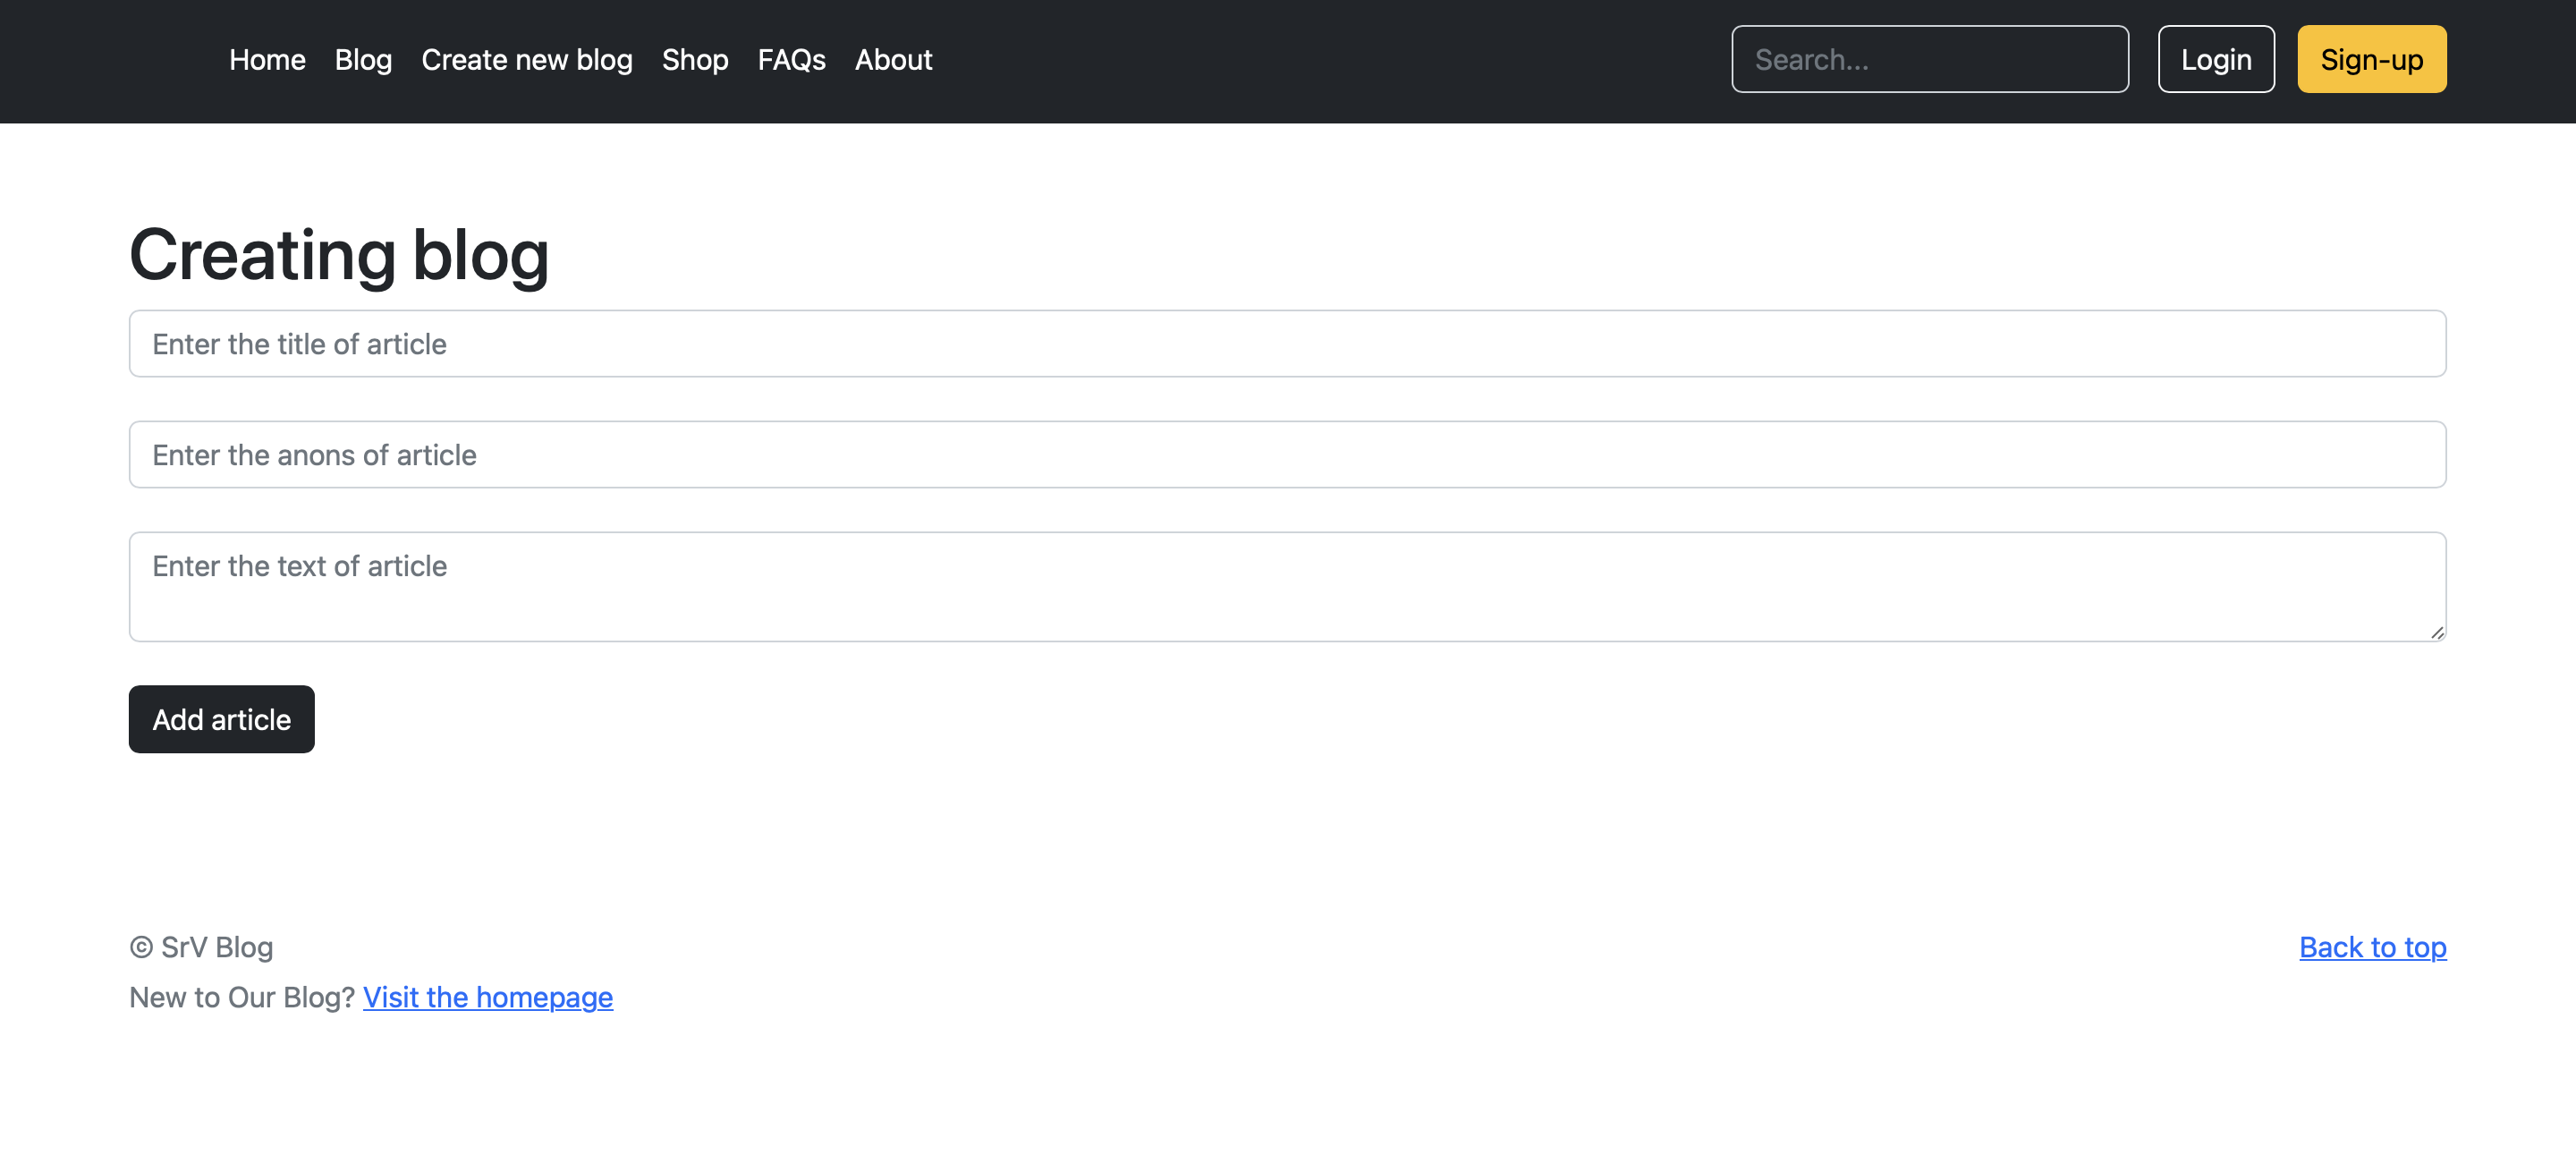 Home Blog Create new blog Shop FAQs About Search... Login Sign-up
Creating blog
Enter the title of article
Enter the anons of article
Enter the text of article
Add article
© SrV Blog Back to top
New to Our Blog? Visit the homepage